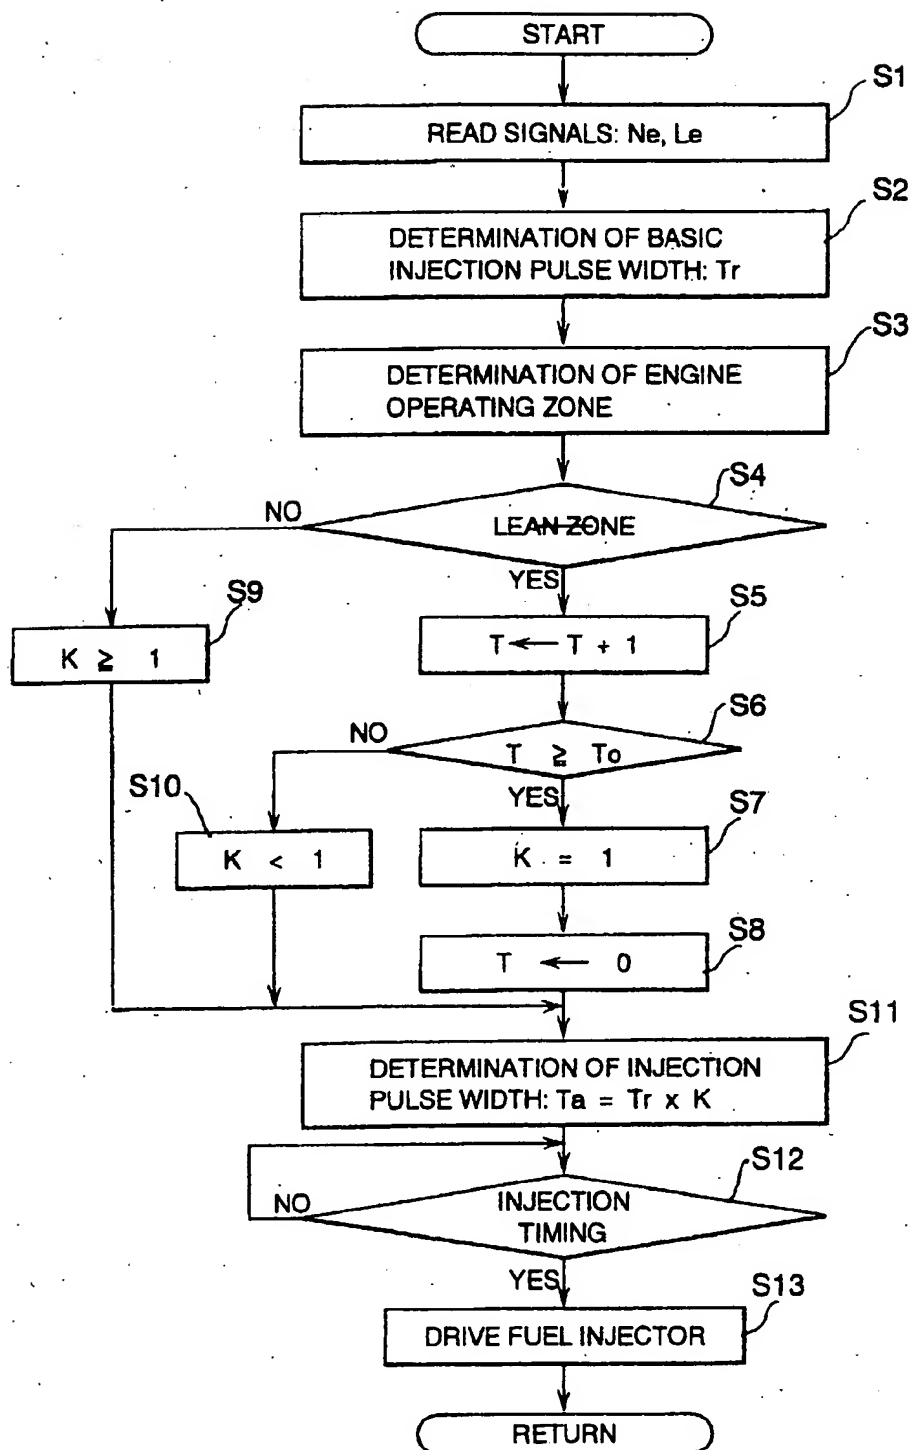 START
S1
READ SIGNALS: Ne, Le
S2
DETERMINATION OF BASIC
INJECTION PULSE WIDTH: Tr
S3
DETERMINATION OF ENGINE
OPERATING ZONE
S4
NO
LEAN ZONE
YES
S9
S5
K ≧ 1
T ← T + 1
S6
NO
T ≧ To
S10
YES
S7
K < 1
K = 1
S8
T ← 0
S11
DETERMINATION OF INJECTION
PULSE WIDTH: Ta = Tr x K
S12
NO
INJECTION
TIMING
YES
S13
DRIVE FUEL INJECTOR
RETURN